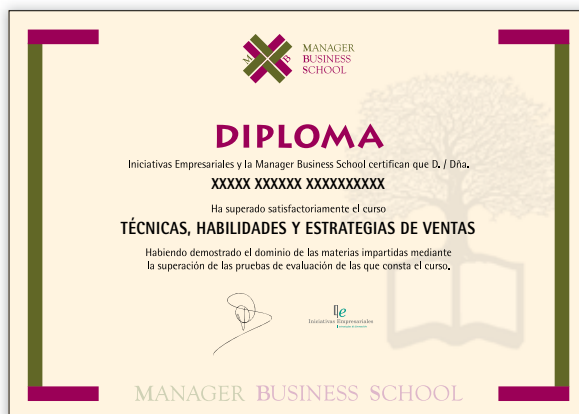 M B S
MANAGER
BUSINESS
SCHOOL
DIPLOMA
Iniciativas Empresariales y la Manager Business School certifican que D. / Dña.
XXXXX XXXXXX XXXXXXXXXX
Ha superado satisfactoriamente el curso
TÉCNICAS, HABILIDADES Y ESTRATEGIAS DE VENTAS
Habiendo demostrado el dominio de las materias impartidas mediante
la superación de las pruebas de evaluación de las que consta el curso.
Ie
Iniciativas Empresariales
MANAGER BUSINESS SCHOOL